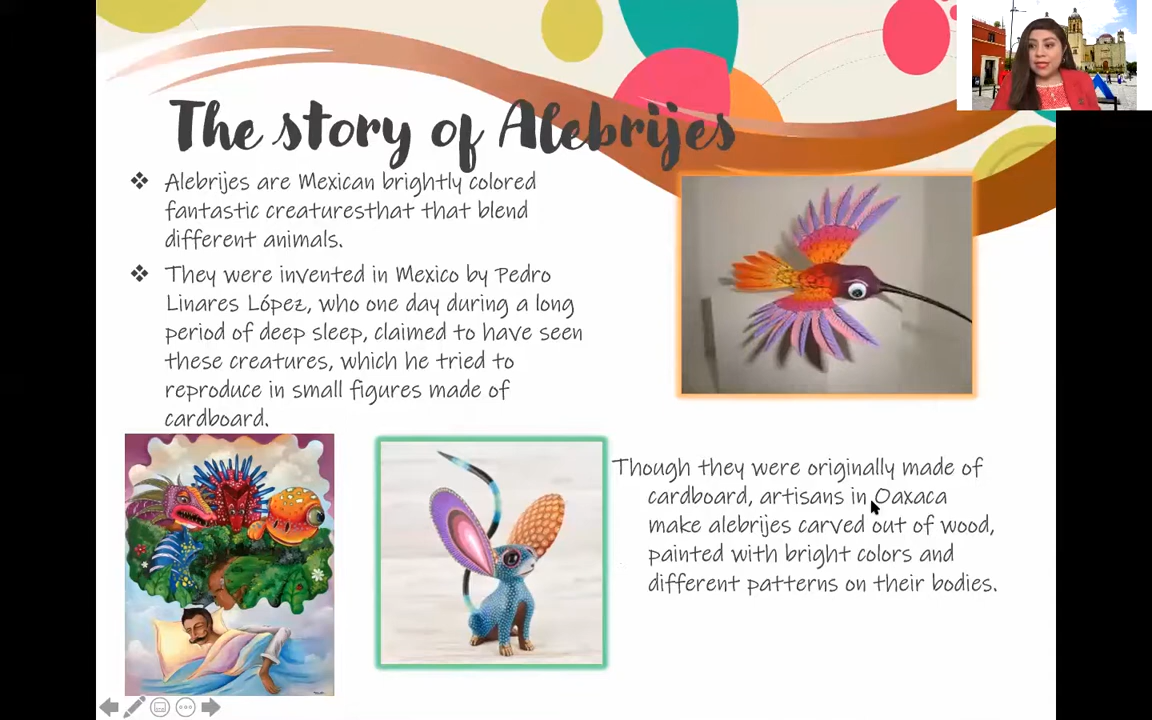 The story of Alebrijes
❖ Alebrijes are Mexican brightly colored
fantastic creaturesthat that blend
different animals.
❖ They were invented in Mexico by Pedro
Linares López, who one day during a long
period of deep sleep, claimed to have seen
these creatures, which he tried to
reproduce in small figures made of
cardboard.
Though they were originally made of
cardboard, artisans in Oaxaca
make alebrijes carved out of wood,
painted with bright colors and
different patterns on their bodies.